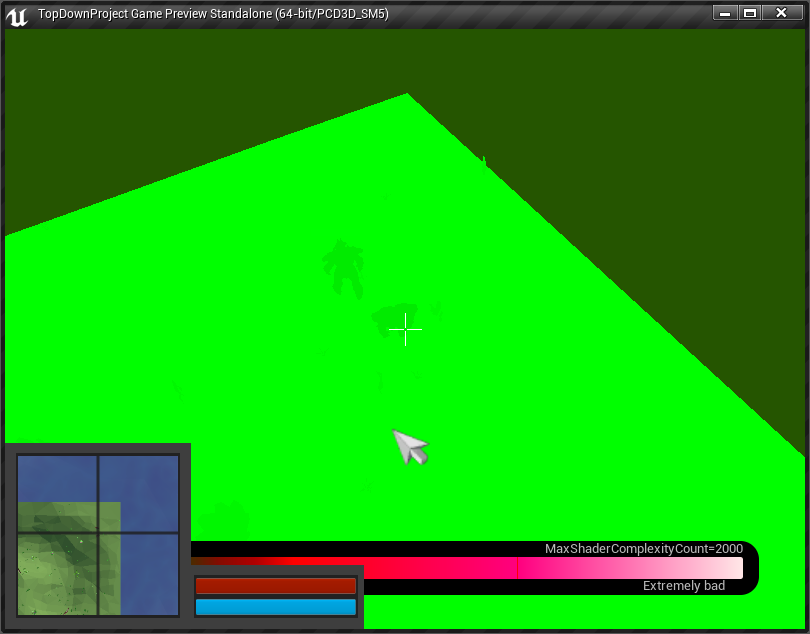 TopDownProject Game Preview Standalone (64-bit/PCD3D_SM5)
MaxShaderComplexityCount=2000
Extremely bad